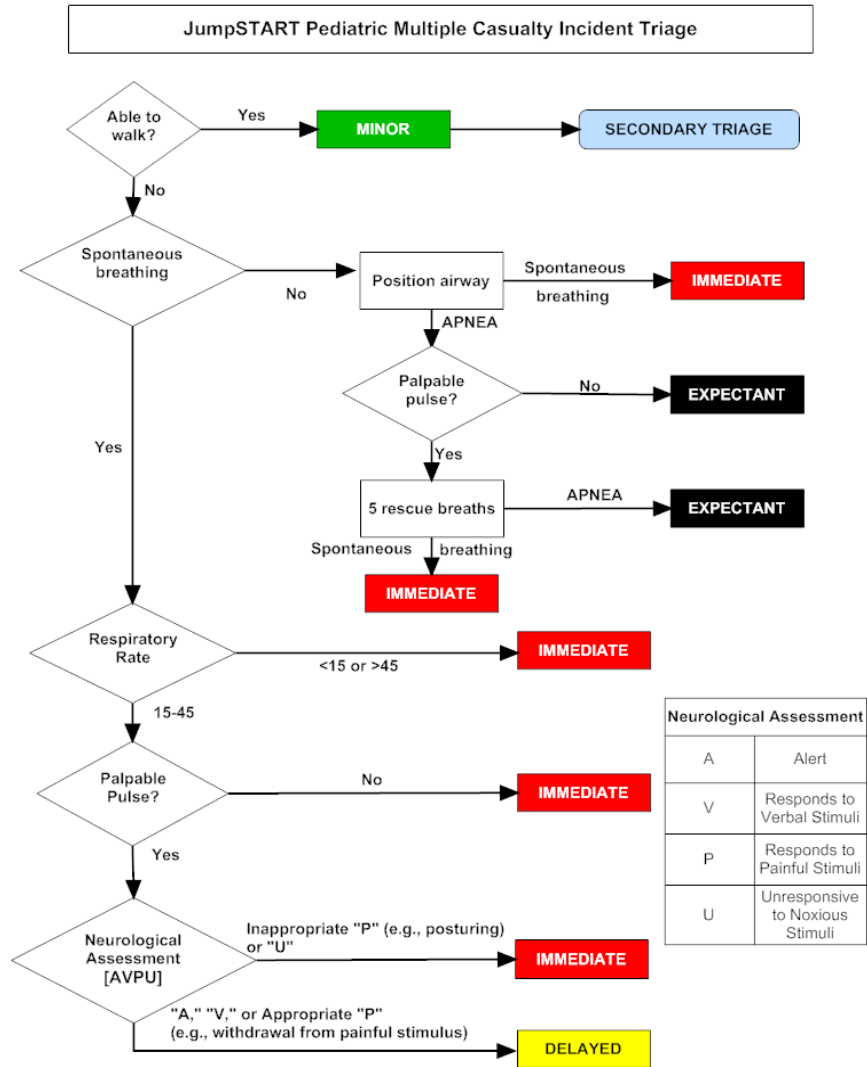 JumpSTART Pediatric Multiple Casualty Incident Triage
Able to
walk?
Yes
MINOR
SECONDARY TRIAGE
No
Spontaneous
breathing
No
Position airway
Spontaneous
breathing
IMMEDIATE
APNEA
Palpable
pulse?
No
EXPECTANT
Yes
Yes
5 rescue breaths
APNEA
EXPECTANT
Spontaneous
breathing
IMMEDIATE
Respiratory
Rate
<15 or >45
IMMEDIATE
15-45
Palpable
Pulse?
No
IMMEDIATE
Yes
Neurological
Assessment
[AVPU]
Inappropriate "P" (e.g., posturing)
or "U"
IMMEDIATE
"A," "V," or Appropriate "P"
(e.g., withdrawal from painful stimulus)
DELAYED
Neurological Assessment
A
Alert
V
Responds to
Verbal Stimuli
P
Responds to
Painful Stimuli
U
Unresponsive
to Noxious
Stimuli